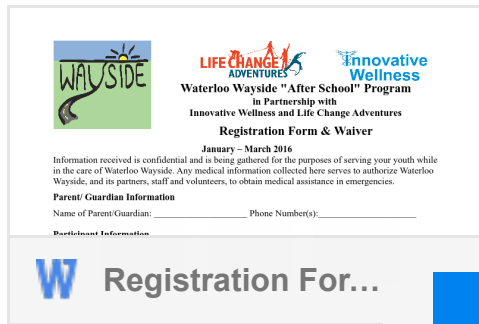 WAYSIDE
LIFE CHANGE
ADVENTURES
Innovative
Wellness
Waterloo Wayside "After School" Program
in Partnership with
Innovative Wellness and Life Change Adventures
Registration Form & Waiver
January – March 2016
Information received is confidential and is being gathered for the purposes of serving your youth while
in the care of Waterloo Wayside. Any medical information collected here serves to authorize Waterloo
Wayside, and its partners, staff and volunteers, to obtain medical assistance in emergencies.
Parent/ Guardian Information
Name of Parent/Guardian: ____________________ Phone Number(s):_____________________
Participant Information
W Registration For…